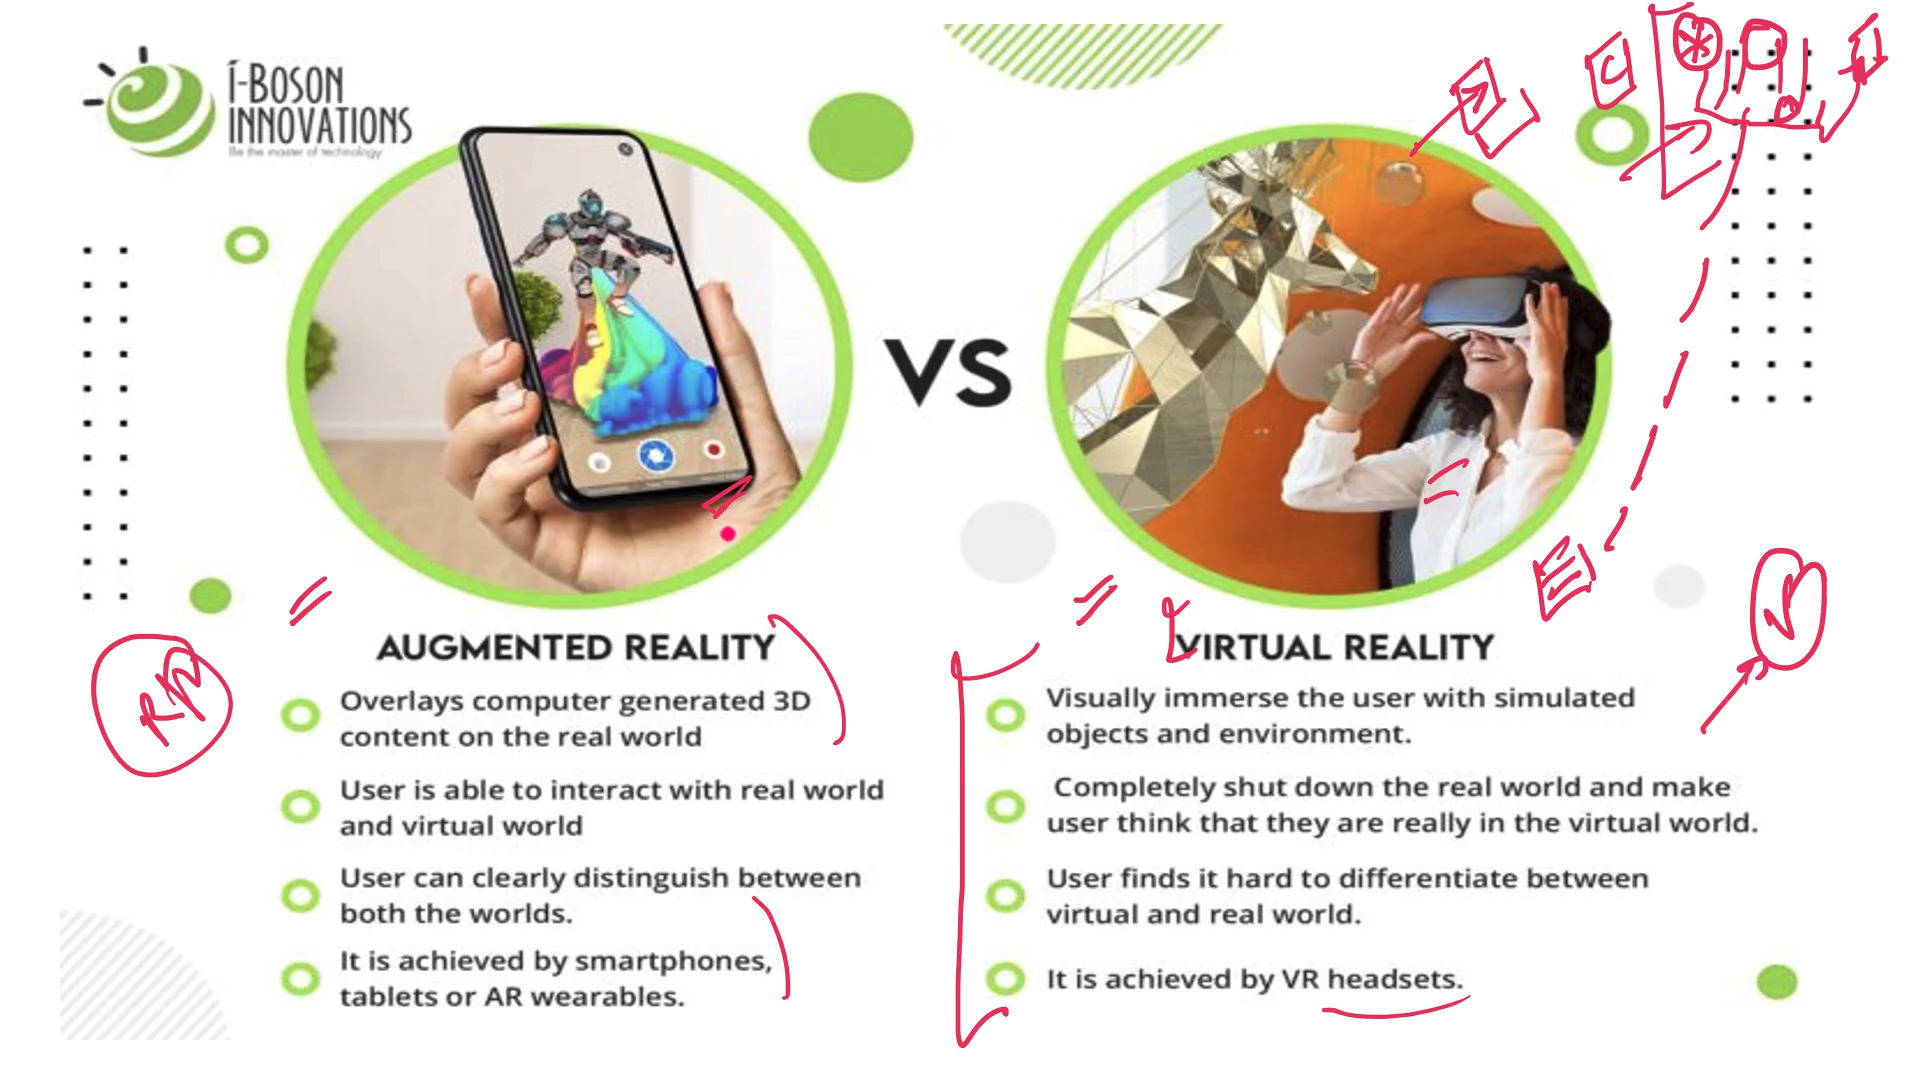 i-BOSON
INNOVATIONS
Be the master of technology
VS
AUGMENTED REALITY
Overlays computer generated 3D
content on the real world
User is able to interact with real world
and virtual world
User can clearly distinguish between
both the worlds.
It is achieved by smartphones,
tablets or AR wearables.
VIRTUAL REALITY
Visually immerse the user with simulated
objects and environment.
Completely shut down the real world and make
user think that they are really in the virtual world.
User finds it hard to differentiate between
virtual and real world.
It is achieved by VR headsets.